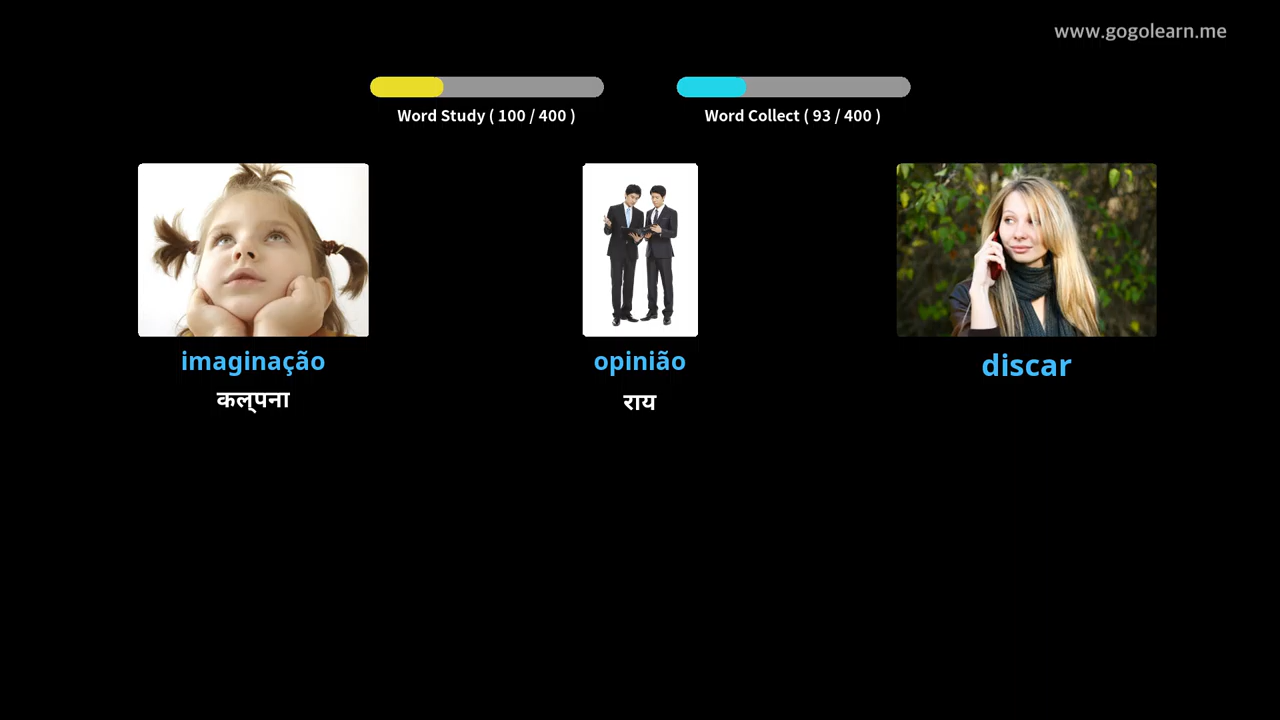 www.gogolearn.me
Word Study ( 100 / 400 )
Word Collect ( 93 / 400 )
imaginação
opinião
discar
कल्पना
राय